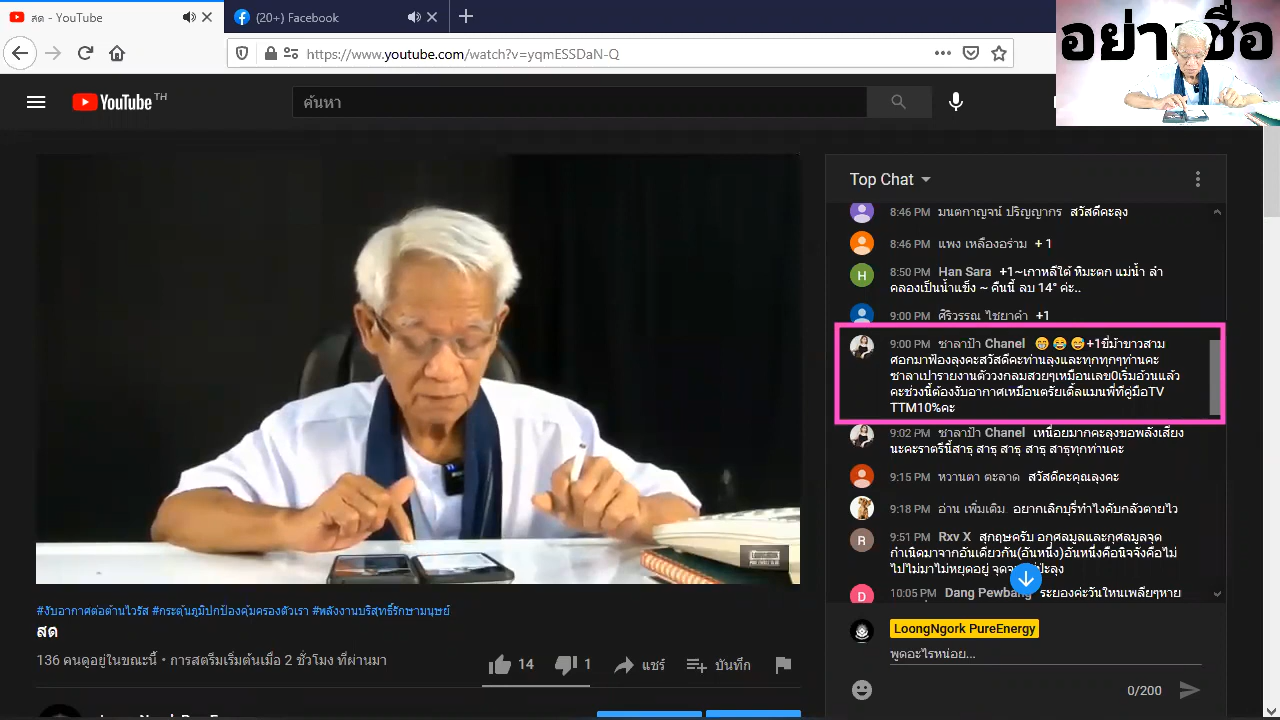 สด - YouTube
(20+) Facebook
https://www.youtube.com/watch?v=yqmESSDaN-Q
YouTube TH
ค้นหา
Top Chat
8:46 PM มนตกาญจน์ ปริญญากร สวัสดีคะลุง
8:46 PM แพง เหลืองอร่าม + 1
H
8:50 PM Han Sara +1~เกาหลีใต้ หิมะตก แม่น้ำ ลำ
คลองเป็นน้ำแข็ง ~ คืนนี้ ลบ 14° ค่ะ..
9:00 PM ศิริวรรณ ไชยาคำ +1
9:00 PM ซาลาป้า Chanel 😁😂😅+1ขี่ม้าขาวสาม
ศอกมาฟ้องลุงคะสวัสดีคะท่านลุงและทุกทุกๆท่านคะ
ซาลาเปารายงานตัววงกลมสวยๆเหมือนเลข0เริ่มอ้วนแล้ว
คะช่วงนี้ต้องงับอากาศเหมือนดรัยเดิ้ลแมนพี่ที่คู่มือTV
TTM10%คะ
9:02 PM ซาลาป้า Chanel เหนื่อยมากคะลุงขอพลังเสียง
นะคะราตรีนี้สาธุ สาธุ สาธุ สาธุ สาธุทุกท่านคะ
9:15 PM หวานตา ตะลาด สวัสดีคะคุณลุงคะ
9:18 PM อ่าน เพิ่มเติม อยากเลิกบุรี่ทำไงคับกลัวตายไว
R
9:51 PM Rxv X สุกฤษครับ อกุศลมูลและกุศลมูลจุด
กำเนิดมาจากอันเดียวกัน(อันหนึ่ง)อันหนึ่งคือนิจจังคือไม่
ไปไม่มาไม่หยุดอยู่
D
10:05 PM Dang Pewbang ระยองค่ะวันใหนเพลียๆหาย
LoongNgork PureEnergy
พูดอะไรหน่อย...
0/200
#งับอากาศต่อต้านไวรัส #กระตุ้นภูมิปกป้องคุ้มครองตัวเรา #พลังงานบริสุทธิ์รักษามนุษย์
สด
136 คนดูอยู่ในขณะนี้ • การสตรีมเริ่มต้นเมื่อ 2 ชั่วโมง ที่ผ่านมา
14
1
แชร์
บันทึก